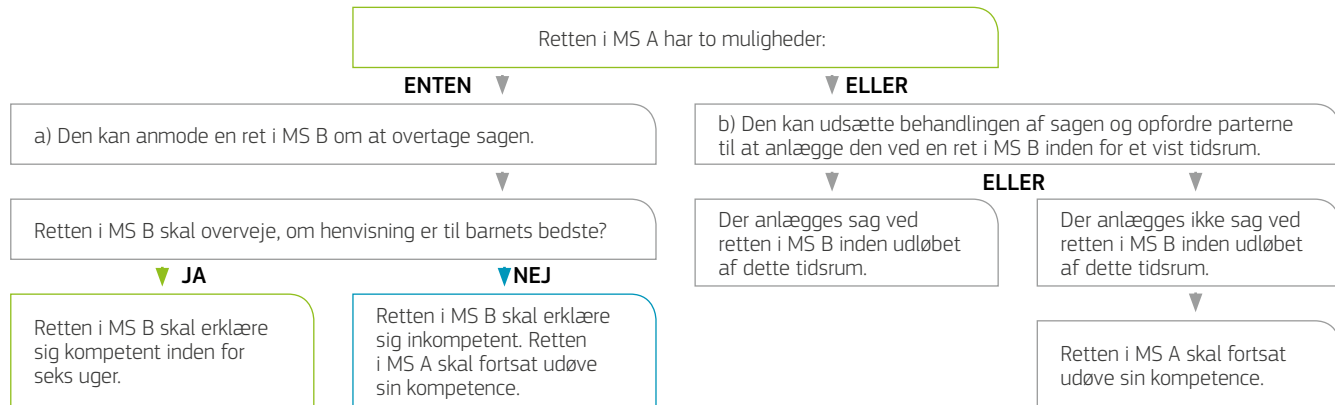 Retten i MS A har to muligheder:
ENTEN
ELLER
a) Den kan anmode en ret i MS B om at overtage sagen.
b) Den kan udsætte behandlingen af sagen og opfordre parterne
til at anlægge den ved en ret i MS B inden for et vist tidsrum.
ELLER
Retten i MS B skal overveje, om henvisning er til barnets bedste?
Der anlægges sag ved
retten i MS B inden udløbet
af dette tidsrum.
Der anlægges ikke sag ved
retten i MS B inden udløbet
af dette tidsrum.
JA
NEJ
Retten i MS B skal erklære
sig kompetent inden for
seks uger.
Retten i MS B skal erklære
sig inkompetent. Retten
i MS A skal fortsat udøve
sin kompetence.
Retten i MS A skal fortsat
udøve sin kompetence.